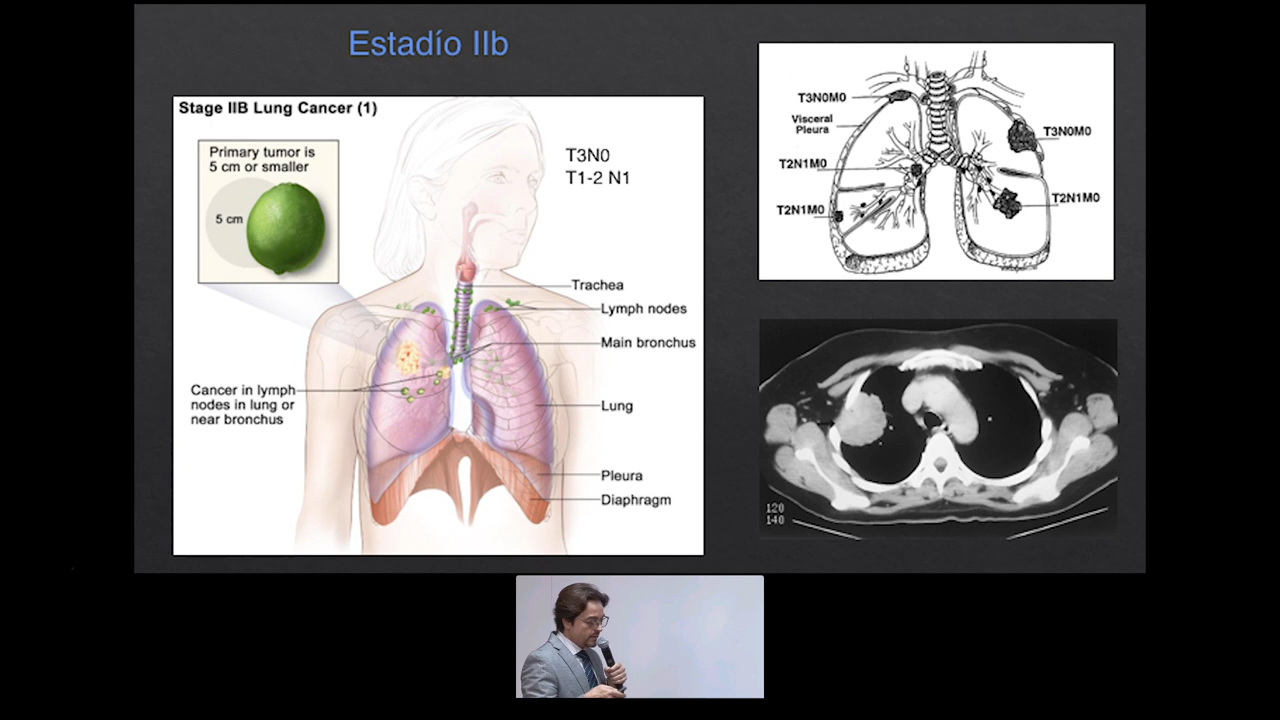 Estadío IIb
Stage IIB Lung Cancer (1)
Primary tumor is
5 cm or smaller
5 cm
T3N0
T1-2 N1
Trachea
Lymph nodes
Main bronchus
Cancer in lymph
nodes in lung or
near bronchus
Lung
Pleura
Diaphragm
T3N0M0
Visceral
Pleura
T3N0M0
T2N1M0
T2N1M0
T2N1M0
120
140